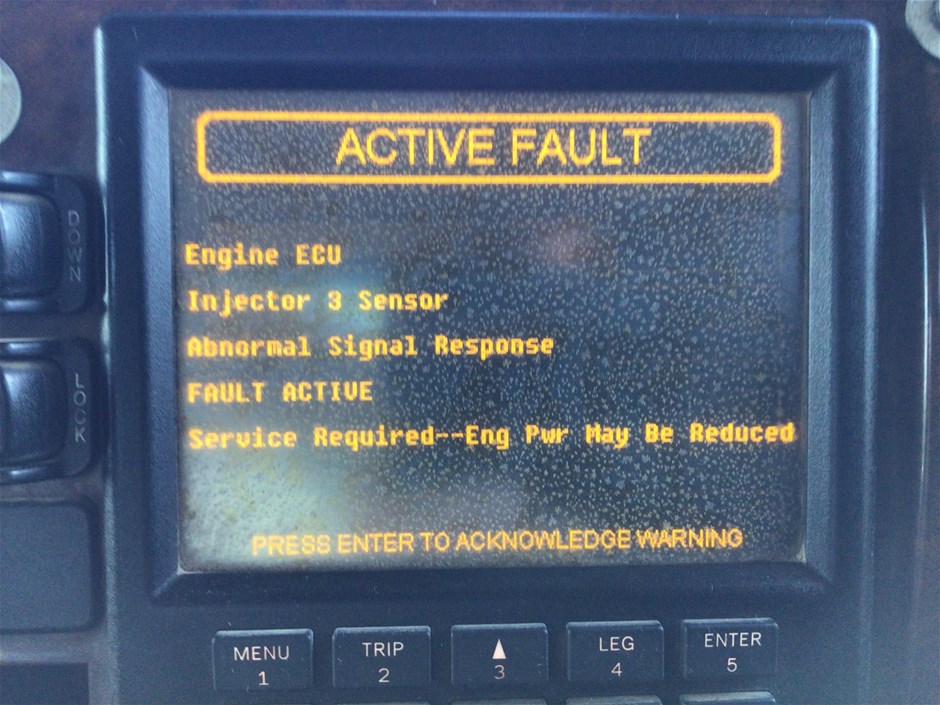 ACTIVE FAULT
DOWN
Engine ECU
Injector 3 Sensor
Abnormal Signal Response
LOCK
FAULT ACTIVE
Service Required--Eng Pwr May Be Reduced
PRESS ENTER TO ACKNOWLEDGE WARNING
MENU TRIP ▲ LEG ENTER
1 2 3 4 5